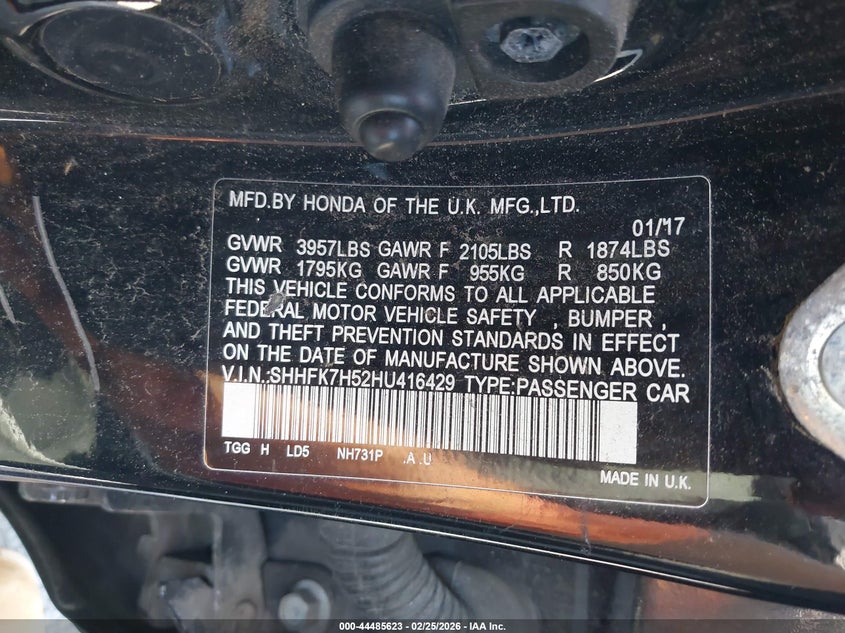 MFD.BY HONDA OF THE U.K. MFG.,LTD.
01/17
GVWR 3957LBS GAWR F 2105LBS R 1874LBS
GVWR 1795KG GAWR F 955KG R 850KG
THIS VEHICLE CONFORMS TO ALL APPLICABLE
FEDERAL MOTOR VEHICLE SAFETY , BUMPER ,
AND THEFT PREVENTION STANDARDS IN EFFECT
ON THE DATE OF MANUFACTURE SHOWN ABOVE.
V.I.N.:SHHFK7H52HU416429 TYPE:PASSENGER CAR
TGG H LD5 NH731P .A .U
MADE IN U.K.
000-44485623 - 02/25/2026 - IAA Inc.